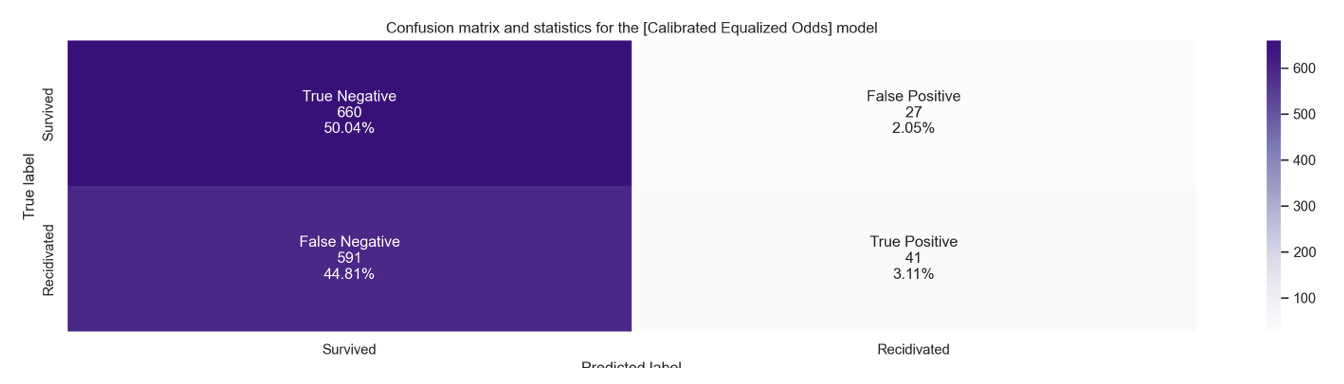 Confusion matrix and statistics for the [Calibrated Equalized Odds] model
True label
Survived
True Negative
660
50.04%
False Positive
27
2.05%
Recidivated
False Negative
591
44.81%
True Positive
41
3.11%
Survived
Recidivated
Predicted label
600
500
400
300
200
100